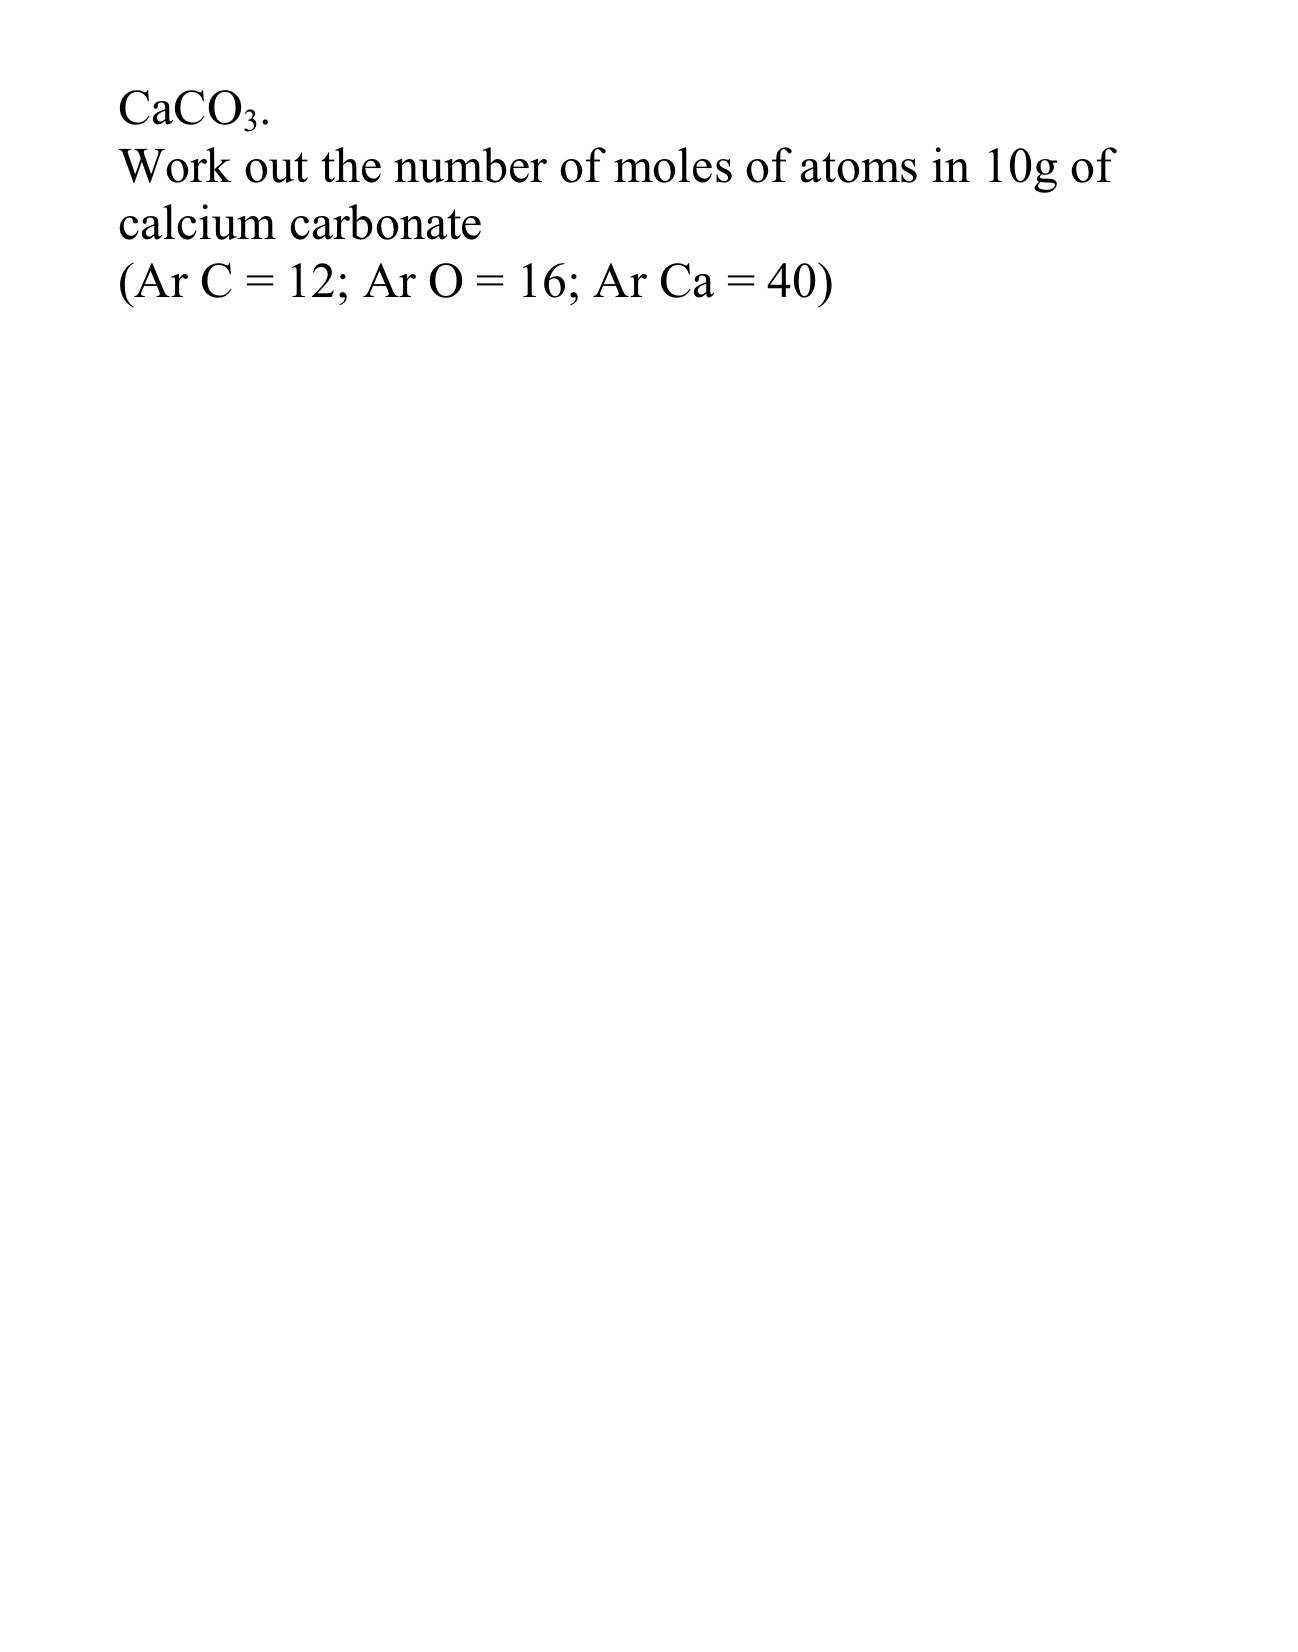 CaCO₃.
Work out the number of moles of atoms in 10g of
calcium carbonate
(Ar C = 12; Ar O = 16; Ar Ca = 40)